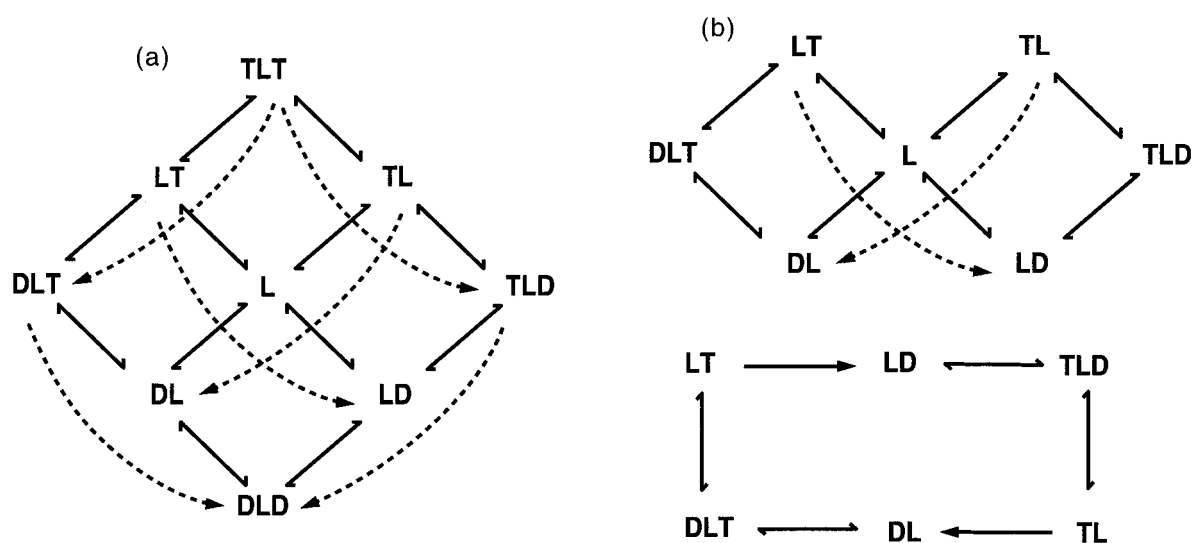 (a)
TLT
LT TL
DLT L TLD
DL LD
DLD
(b)
LT TL
DLT L TLD
DL LD
LT LD TLD
DLT DL TL